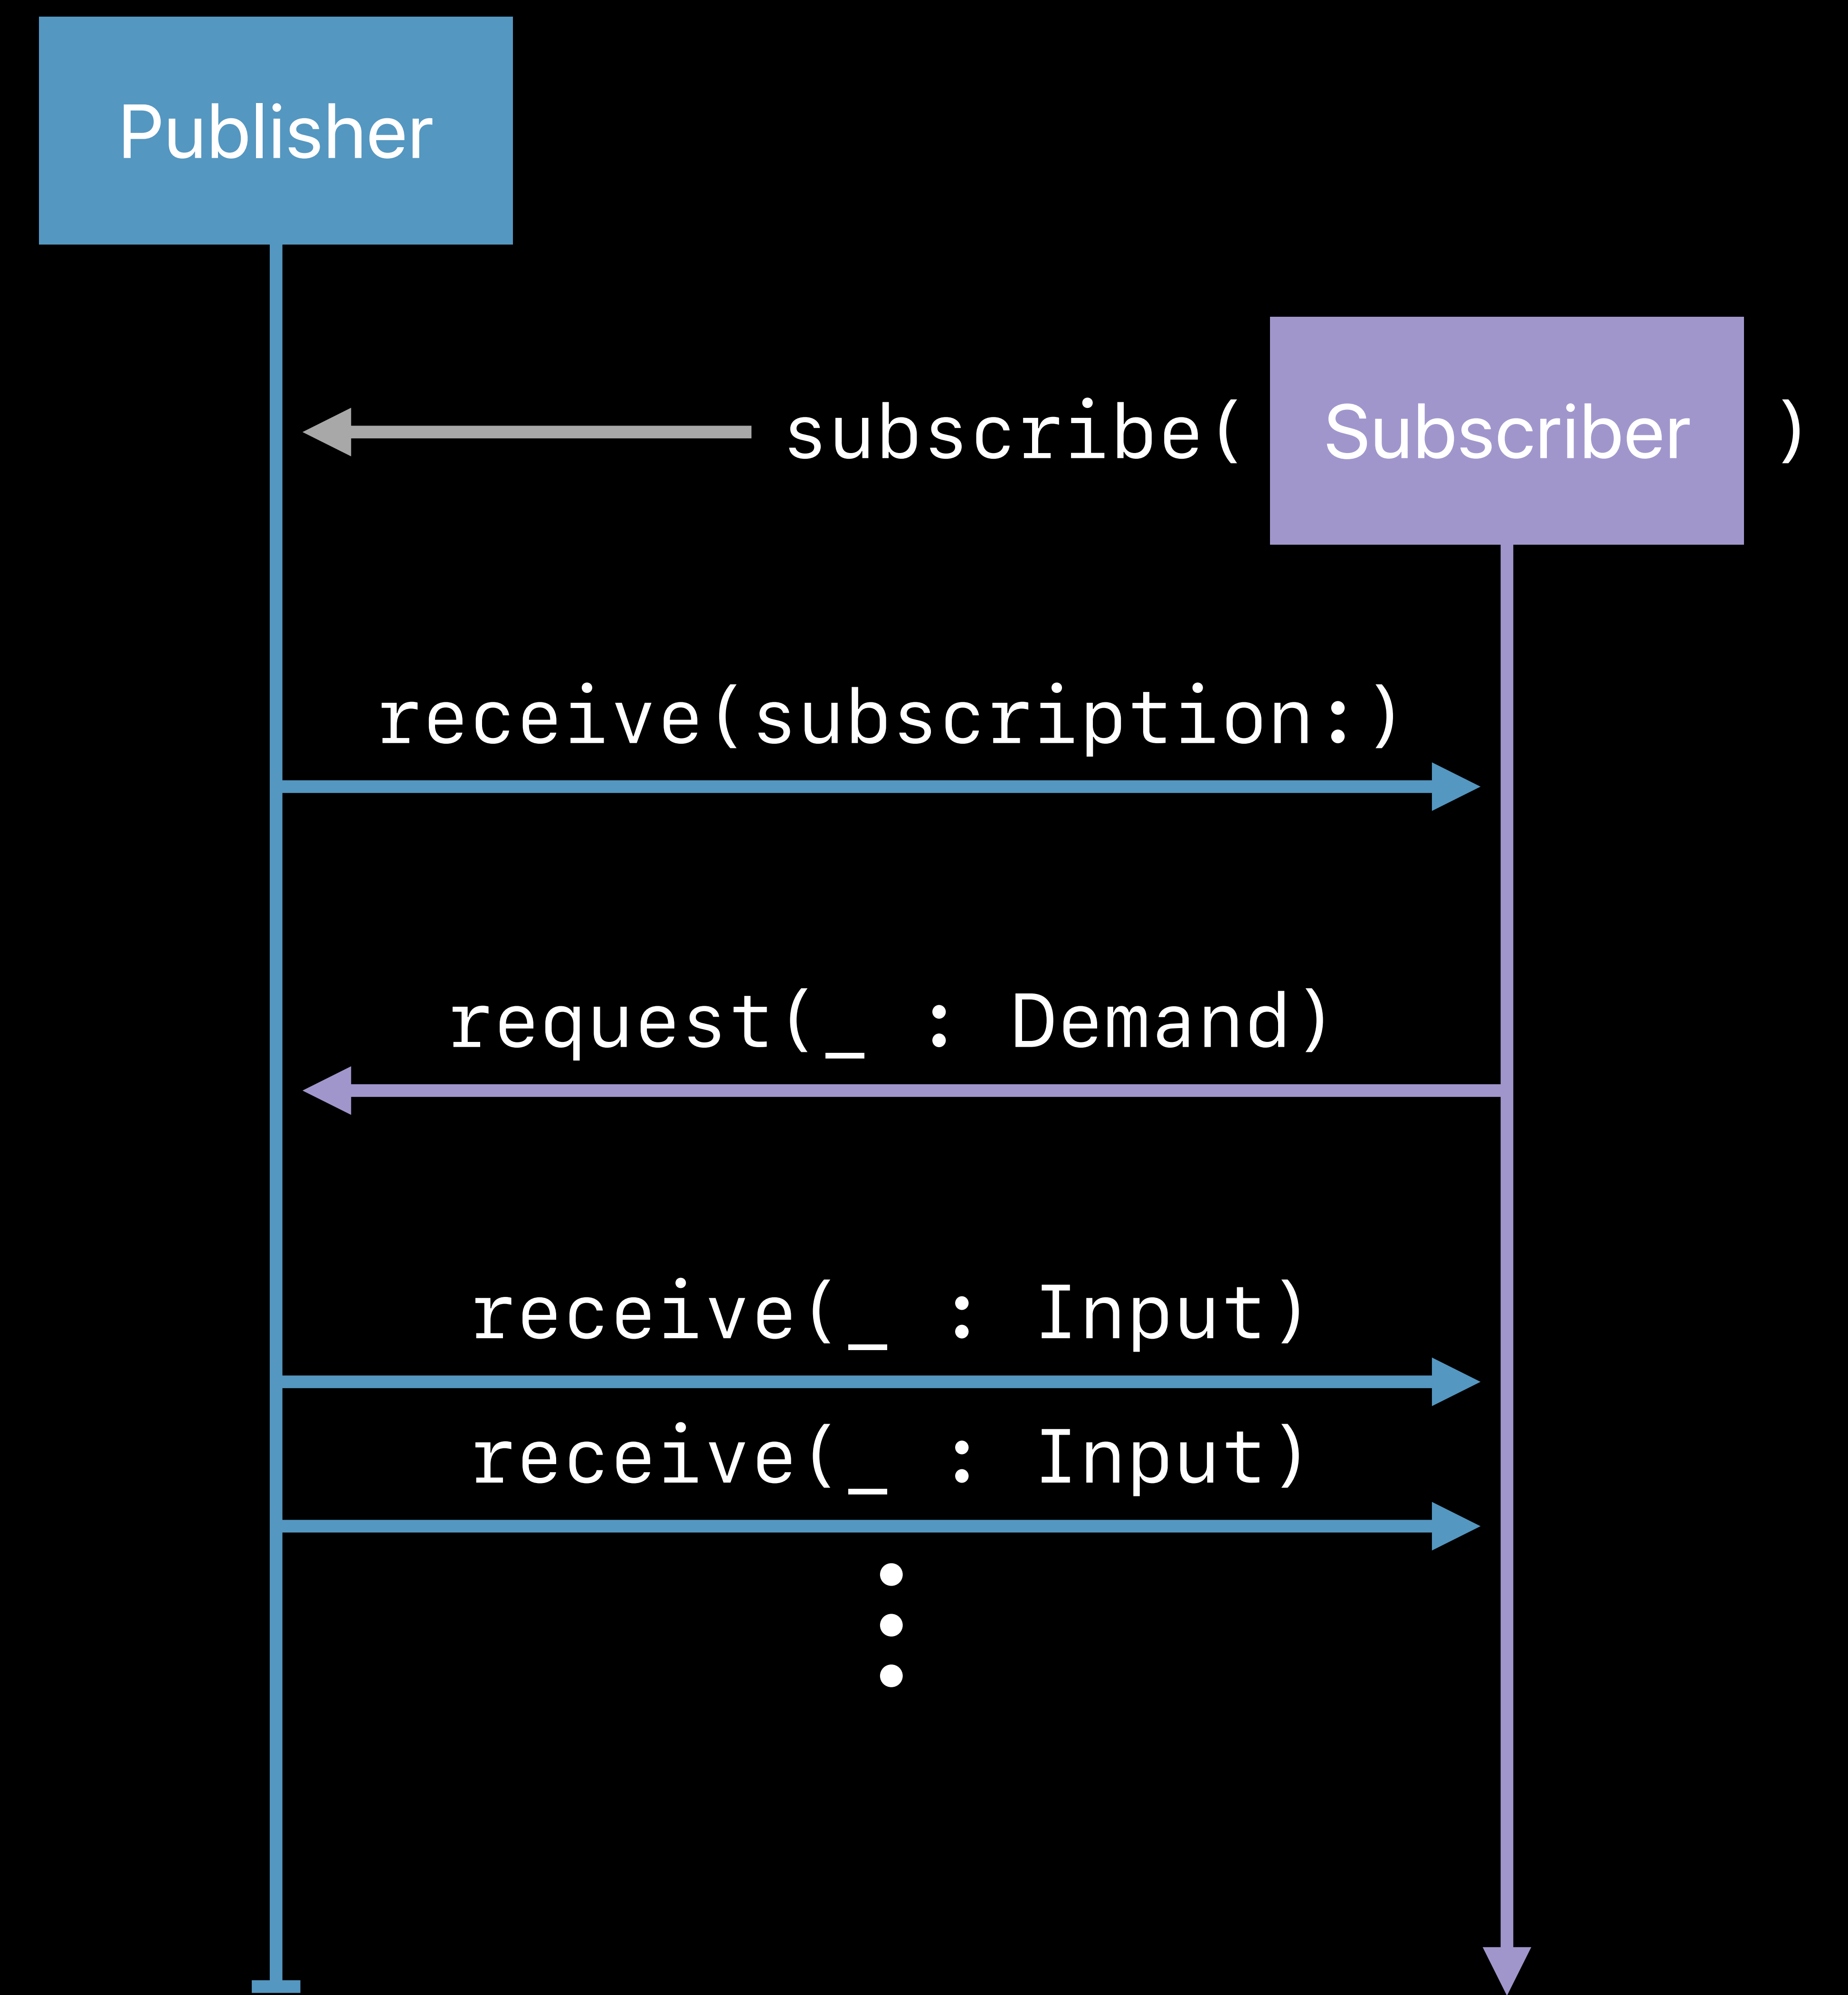 Publisher
subscribe( Subscriber )
receive(subscription:)
request(_ : Demand)
receive(_ : Input)
receive(_ : Input)